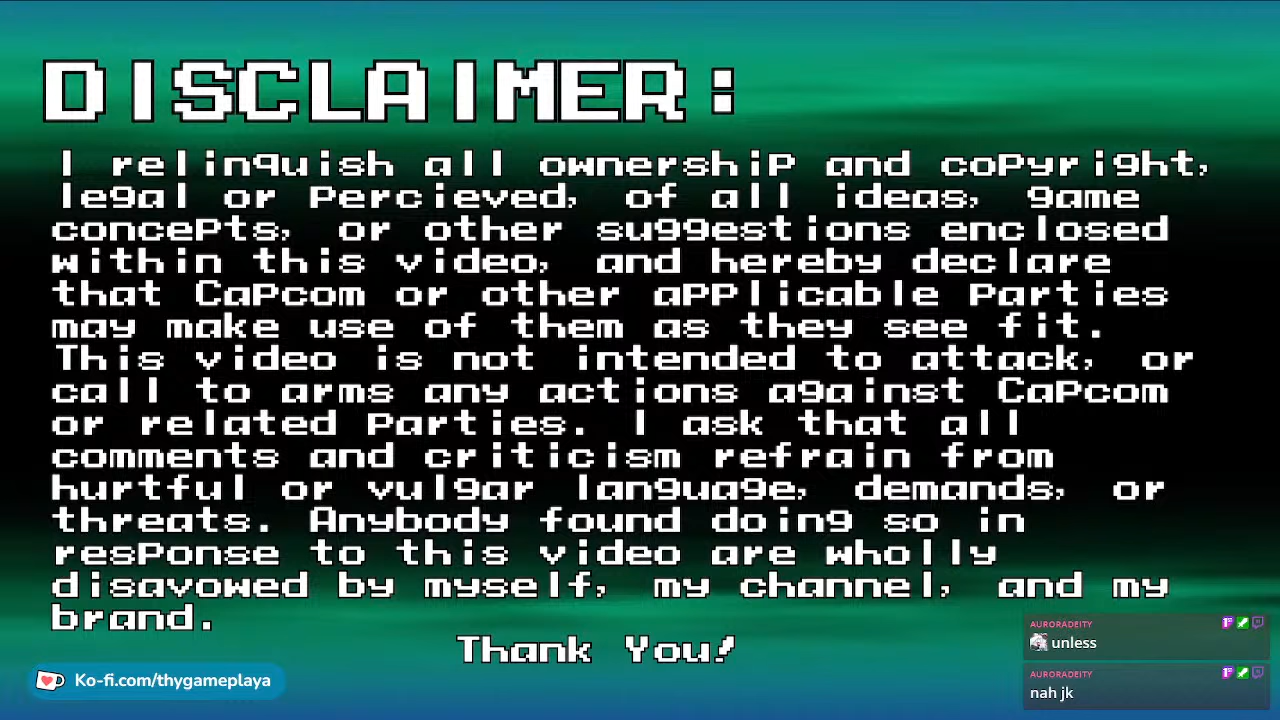 DISCLAIMER:
I relinquish all ownership and copyright,
legal or percieved, of all ideas, game
concepts, or other suggestions enclosed
within this video, and hereby declare
that Capcom or other applicable parties
may make use of them as they see fit.
This video is not intended to attack, or
call to arms any actions against Capcom
or related parties. I ask that all
comments and criticism refrain from
hurtful or vulgar language, demands, or
threats. Anybody found doing so in
response to this video are wholly
disavowed by myself, my channel, and my
brand.
Thank You!
Ko-fi.com/thygameplaya
AURORADEITY
unless
AURORADEITY
nah jk